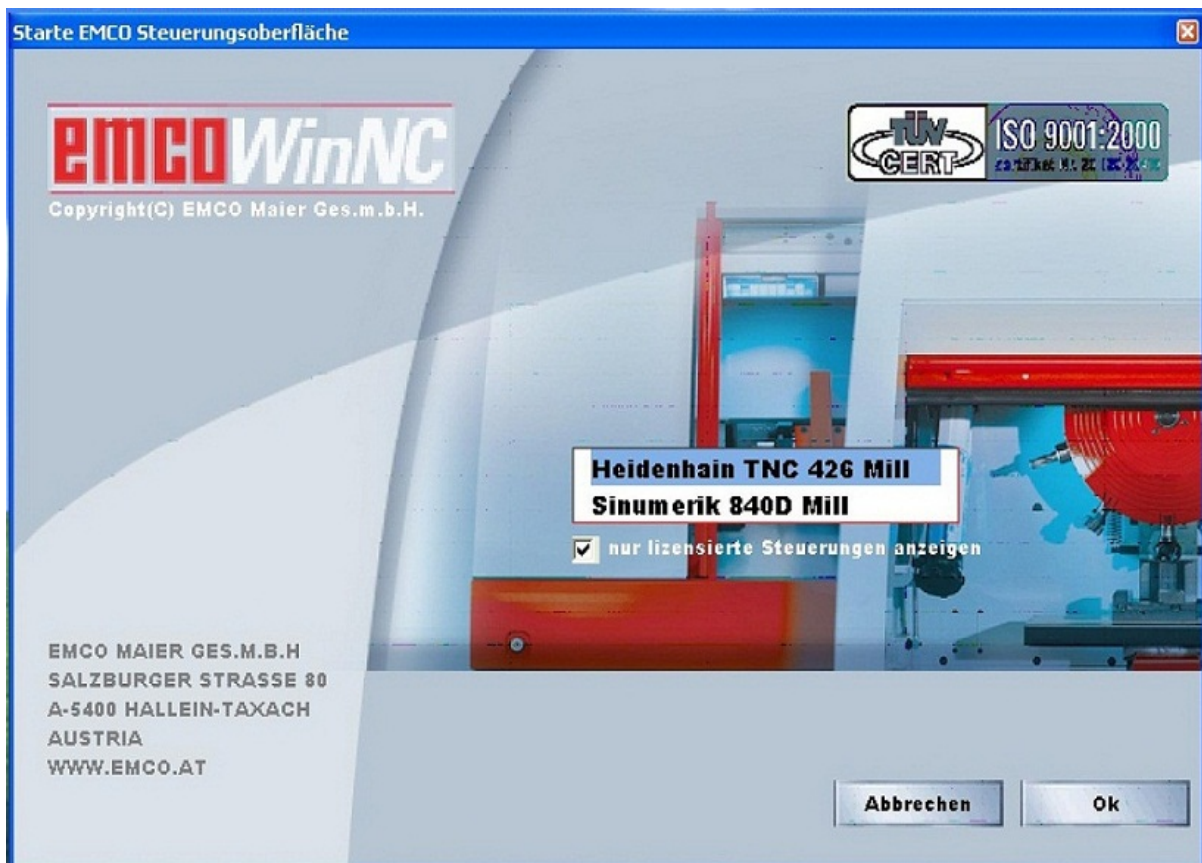 Starte EMCO Steuerungsoberfläche
emco WinNC
Copyright(C) EMCO Maier Ges.m.b.H.
TÜV
CERT
ISO 9001:2000
Heidenhain TNC 426 Mill
Sinumerik 840D Mill
nur lizensierte Steuerungen anzeigen
EMCO MAIER GES.M.B.H
SALZBURGER STRASSE 80
A-5400 HALLEIN-TAXACH
AUSTRIA
WWW.EMCO.AT
Abbrechen
Ok